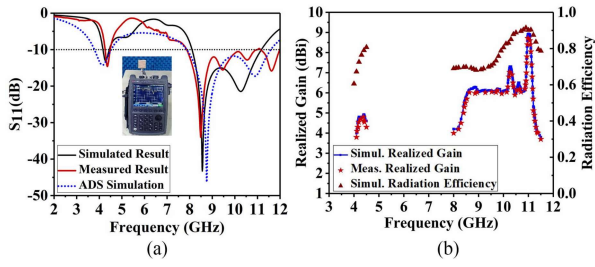 0
-10
-20
-30
-40
-50
S11(dB)
Simulated Result
Measured Result
ADS Simulation
2 3 4 5 6 7 8 9 10 11 12
Frequency (GHz)
(a)
10
9
8
7
6
5
4
3
2
1
Realized Gain (dBi)
1.0
0.8
0.6
0.4
0.2
0.0
Radiation Efficiency
Simul. Realized Gain
Meas. Realized Gain
Simul. Radiation Efficiency
3 4 5 6 7 8 9 10 11 12
Frequency (GHz)
(b)